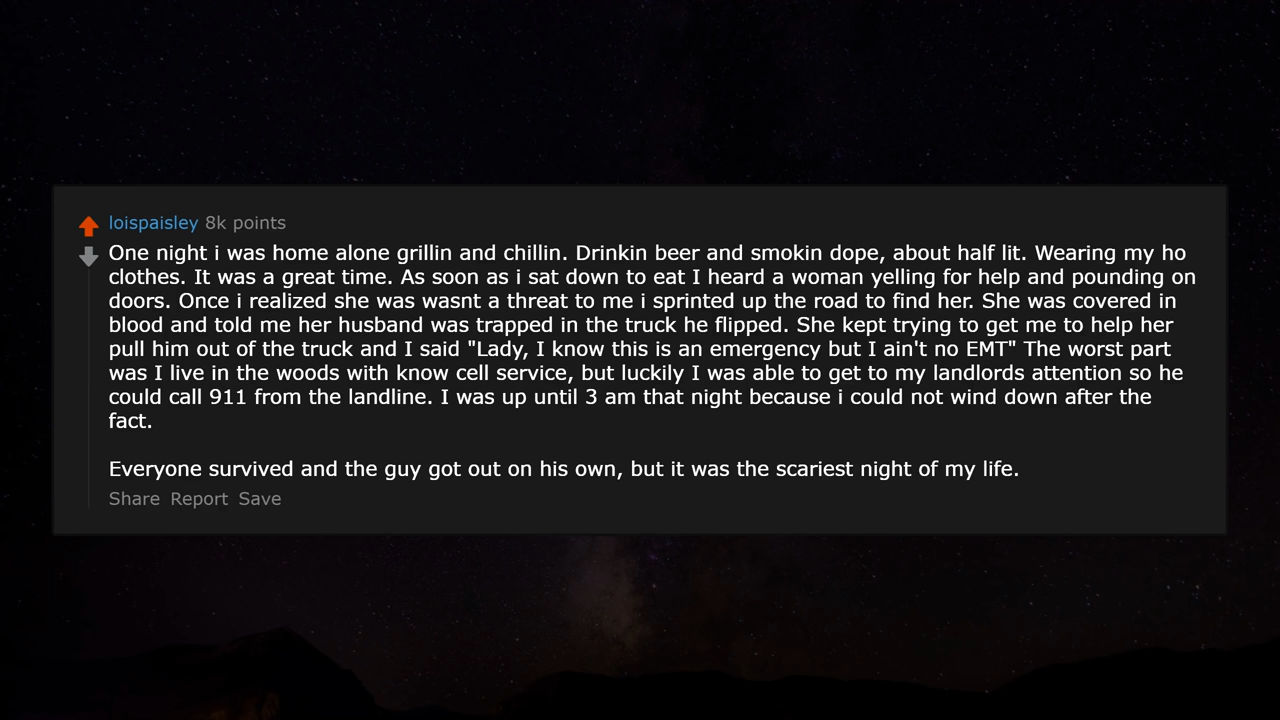 loispaisley 8k points
One night i was home alone grillin and chillin. Drinkin beer and smokin dope, about half lit. Wearing my ho
clothes. It was a great time. As soon as i sat down to eat I heard a woman yelling for help and pounding on
doors. Once i realized she was wasnt a threat to me i sprinted up the road to find her. She was covered in
blood and told me her husband was trapped in the truck he flipped. She kept trying to get me to help her
pull him out of the truck and I said "Lady, I know this is an emergency but I ain't no EMT" The worst part
was I live in the woods with know cell service, but luckily I was able to get to my landlords attention so he
could call 911 from the landline. I was up until 3 am that night because i could not wind down after the
fact.
Everyone survived and the guy got out on his own, but it was the scariest night of my life.
Share Report Save